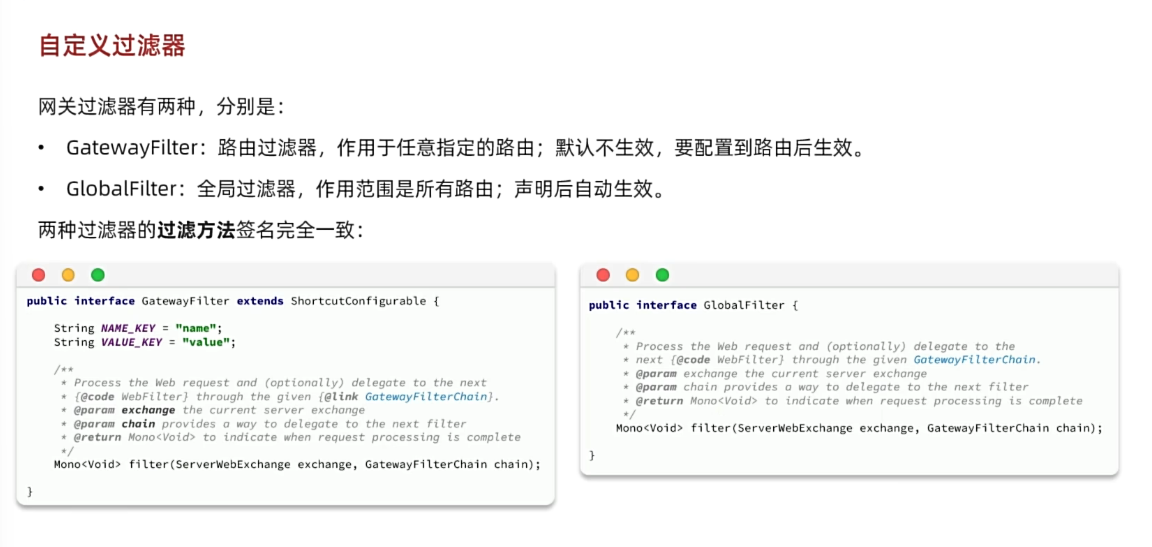 自定义过滤器
网关过滤器有两种，分别是：
• GatewayFilter：路由过滤器，作用于任意指定的路由；默认不生效，要配置到路由后生效。
• GlobalFilter：全局过滤器，作用范围是所有路由；声明后自动生效。
两种过滤器的过滤方法签名完全一致：
public interface GatewayFilter extends ShortcutConfigurable {
String NAME_KEY = "name";
String VALUE_KEY = "value";
/**
* Process the Web request and (optionally) delegate to the next
* {@code WebFilter} through the given {@link GatewayFilterChain}.
* @param exchange the current server exchange
* @param chain provides a way to delegate to the next filter
* @return Mono<Void> to indicate when request processing is complete
*/
Mono<Void> filter(ServerWebExchange exchange, GatewayFilterChain chain);
}
public interface GlobalFilter {
/**
* Process the Web request and (optionally) delegate to the
* next {@code WebFilter} through the given GatewayFilterChain.
* @param exchange the current server exchange
* @param chain provides a way to delegate to the next filter
* @return Mono<Void> to indicate when request processing is complete
*/
Mono<Void> filter(ServerWebExchange exchange, GatewayFilterChain chain);
}